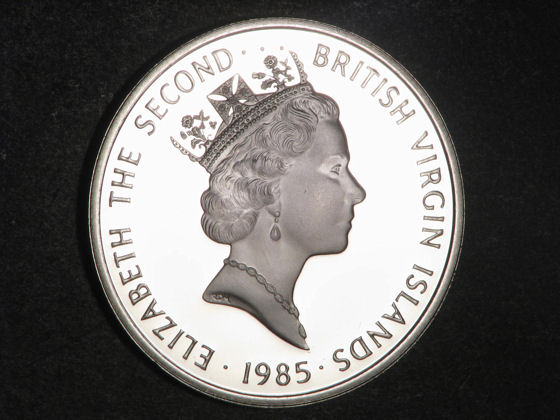 ELIZABETH THE SECOND · · · BRITISH VIRGIN ISLANDS
· 1985 ·